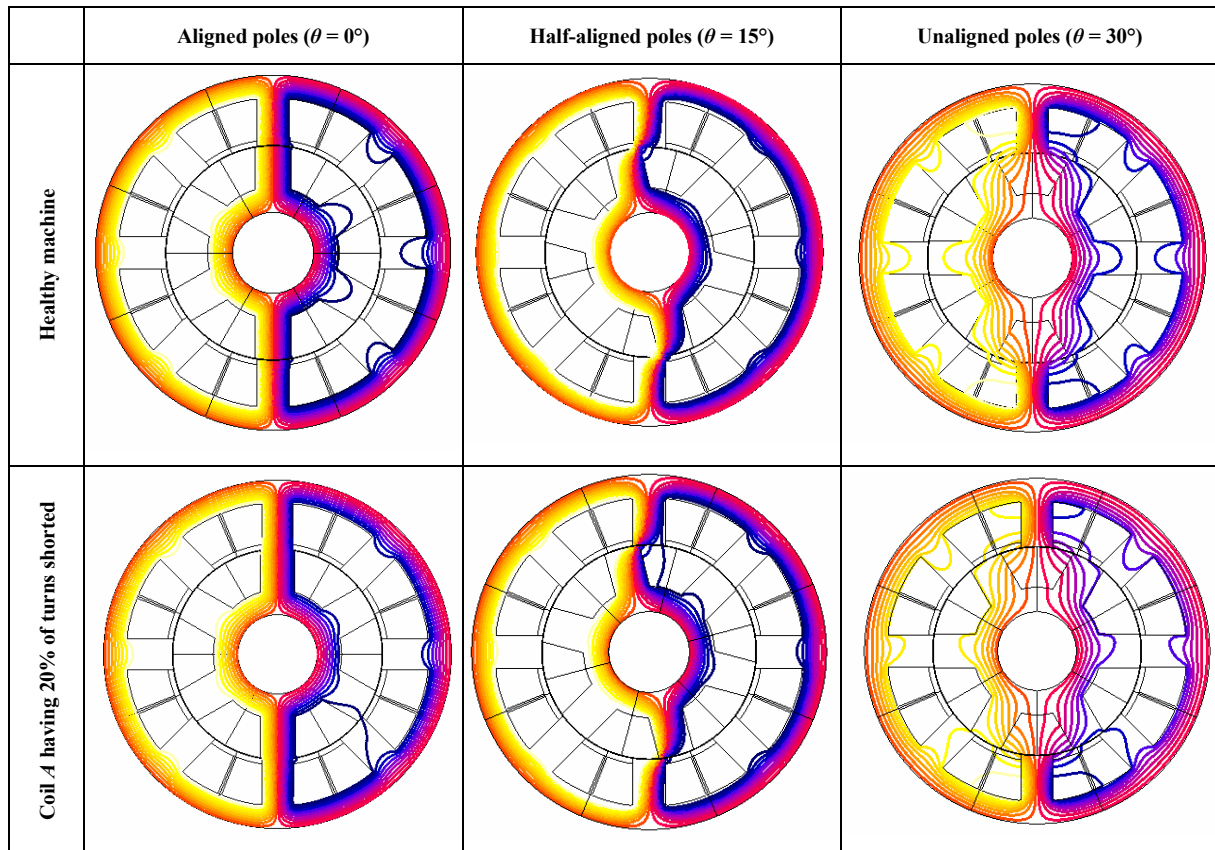 Aligned poles (θ = 0°)
Half-aligned poles (θ = 15°)
Unaligned poles (θ = 30°)
Healthy machine
Coil A having 20% of turns shorted